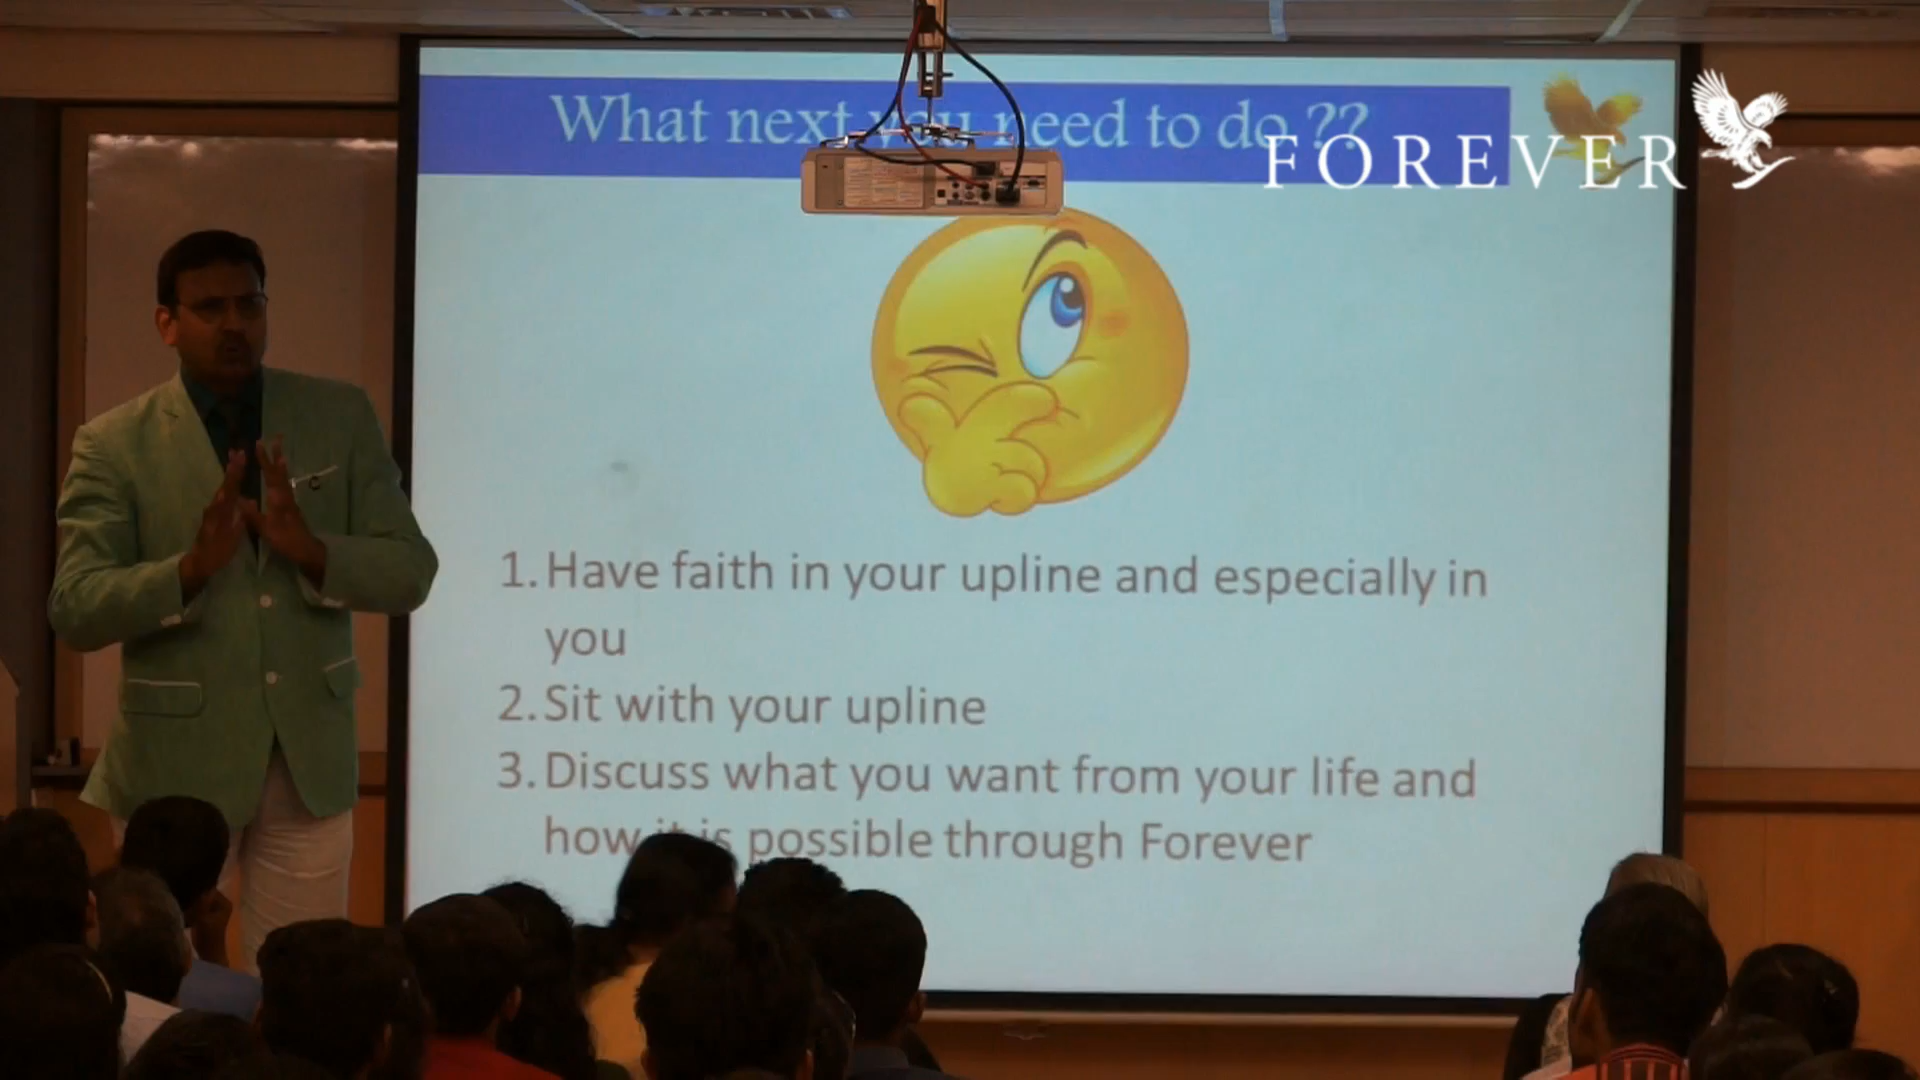 What next you need to do ??
FOREVER
1. Have faith in your upline and especially in
you
2. Sit with your upline
3. Discuss what you want from your life and
how it is possible through Forever